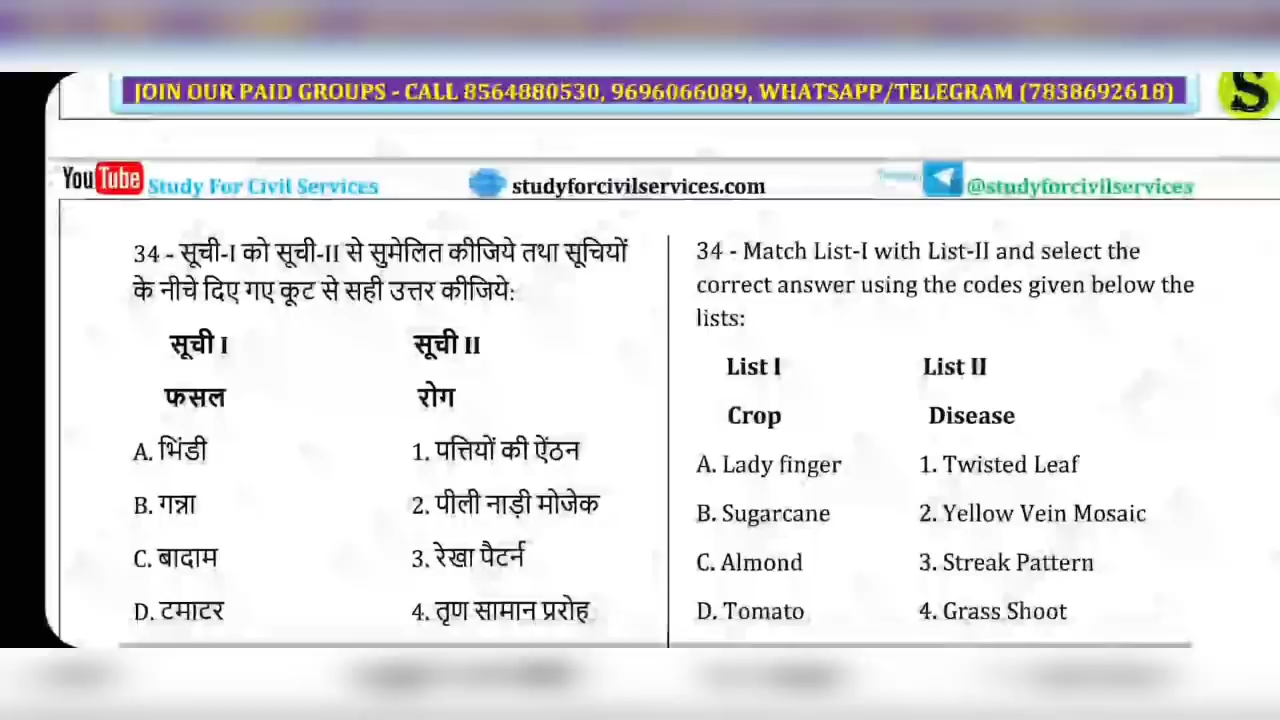 JOIN OUR PAID GROUPS - CALL 8564880530, 9696066089, WHATSAPP/TELEGRAM (7838692618)
S
YouTube Study For Civil Services
studyforcivilservices.com
@studyforcivilservices
34 - सूची-I को सूची-II से सुमेलित कीजिये तथा सूचियों
के नीचे दिए गए कूट से सही उत्तर कीजिये:
सूची I सूची II
फसल रोग
A. भिंडी 1. पत्तियों की ऐंठन
B. गन्ना 2. पीली नाड़ी मोजेक
C. बादाम 3. रेखा पैटर्न
D. टमाटर 4. तृण सामान प्ररोह
34 - Match List-I with List-II and select the
correct answer using the codes given below the
lists:
List I List II
Crop Disease
A. Lady finger 1. Twisted Leaf
B. Sugarcane 2. Yellow Vein Mosaic
C. Almond 3. Streak Pattern
D. Tomato 4. Grass Shoot